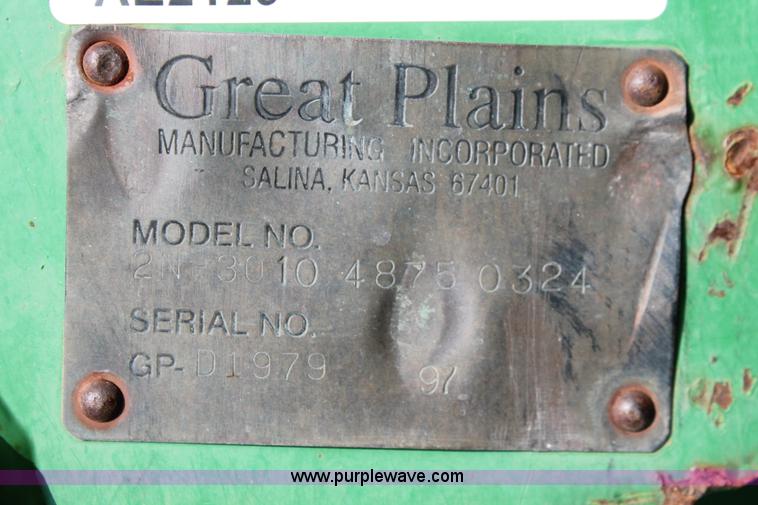 Great Plains
MANUFACTURING INCORPORATED
SALINA, KANSAS 67401
MODEL NO.
2N-3010 4875 0324
SERIAL NO.
GP-D1979 97
www.purplewave.com